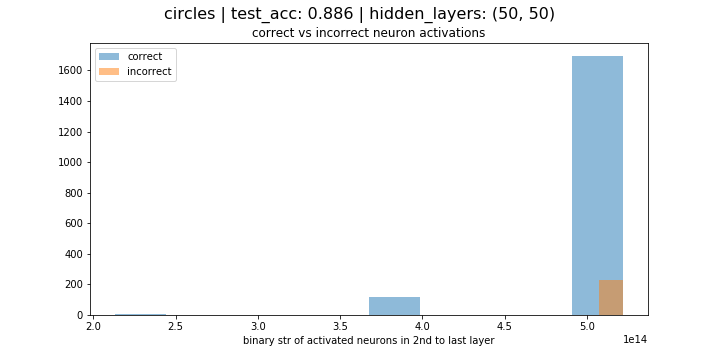 circles | test_acc: 0.886 | hidden_layers: (50, 50)
correct vs incorrect neuron activations
correct
incorrect
1600
1400
1200
1000
800
600
400
200
0
2.0 2.5 3.0 3.5 4.0 4.5 5.0
1e14
binary str of activated neurons in 2nd to last layer